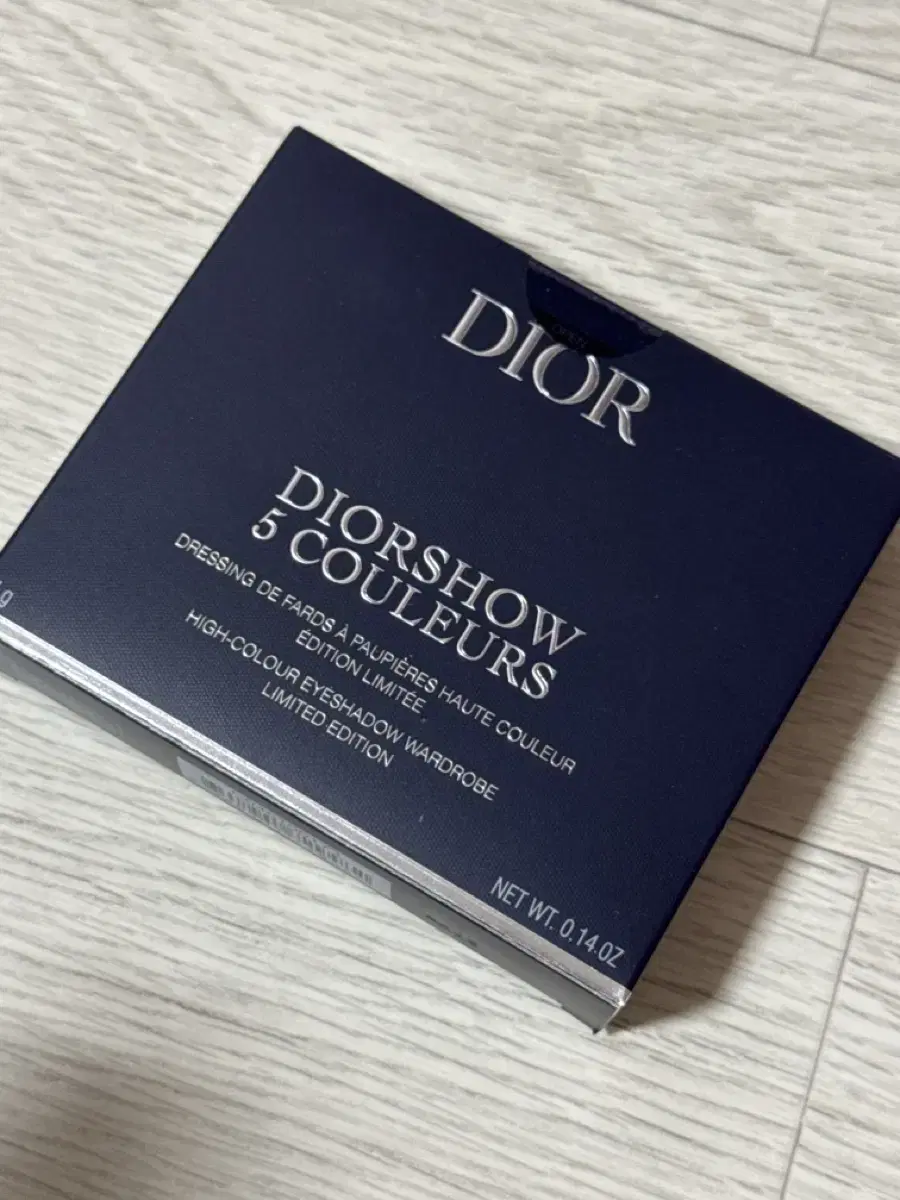 OPEN
DIOR
DIORSHOW
5 COULEURS
DRESSING DE FARDS À PAUPIÈRES HAUTE COULEUR
ÉDITION LIMITÉE
HIGH-COLOUR EYESHADOW WARDROBE
LIMITED EDITION
g
NET WT. 0.14 OZ